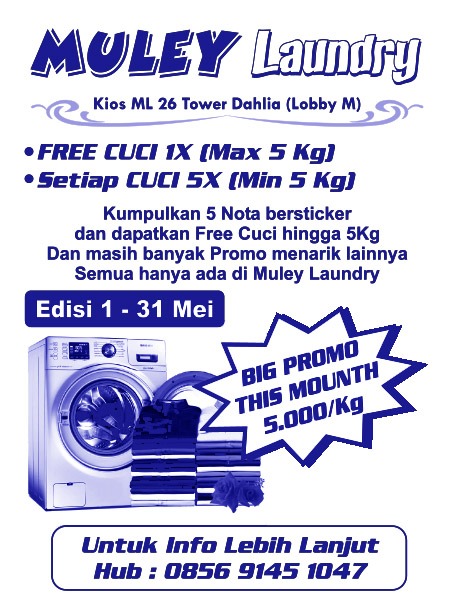 MULEY Laundry
Kios ML 26 Tower Dahlia (Lobby M)
• FREE CUCI 1X (Max 5 Kg)
• Setiap CUCI 5X (Min 5 Kg)
Kumpulkan 5 Nota bersticker
dan dapatkan Free Cuci hingga 5Kg
Dan masih banyak Promo menarik lainnya
Semua hanya ada di Muley Laundry
Edisi 1 - 31 Mei
BIG PROMO
THIS MOUNTH
5.000/Kg
Untuk Info Lebih Lanjut
Hub : 0856 9145 1047